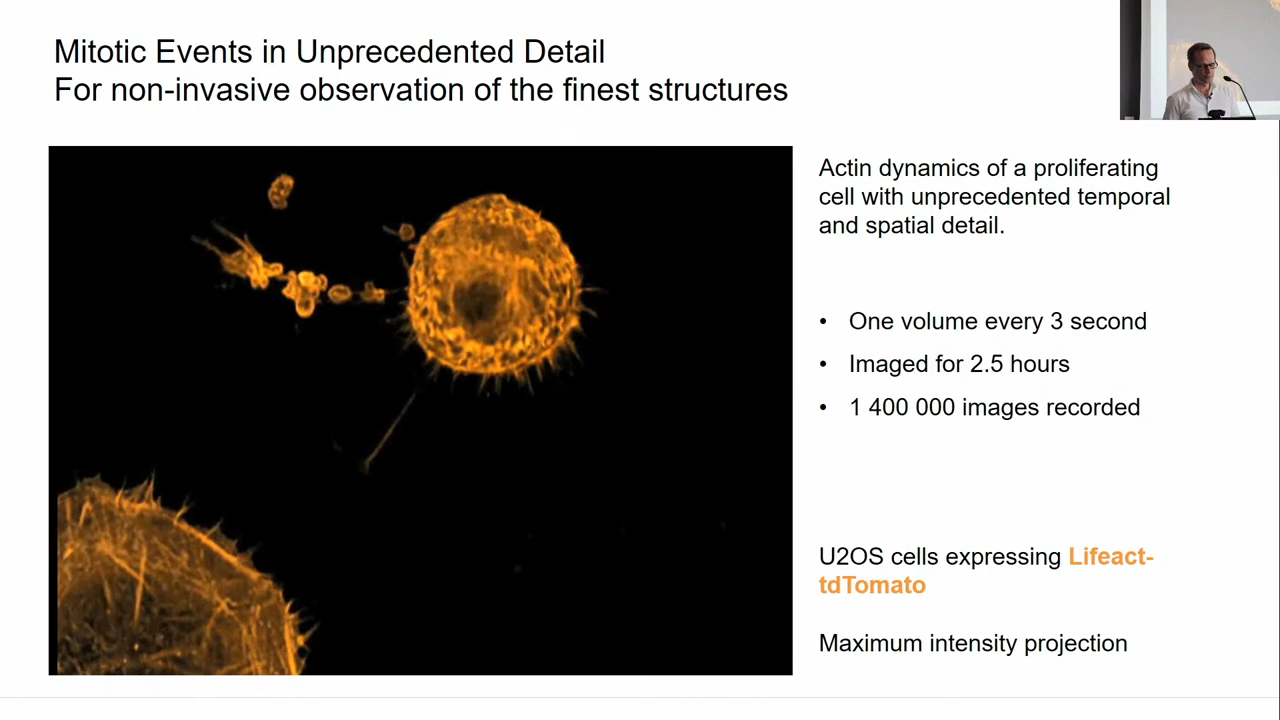 Mitotic Events in Unprecedented Detail
For non-invasive observation of the finest structures
Actin dynamics of a proliferating
cell with unprecedented temporal
and spatial detail.
• One volume every 3 second
• Imaged for 2.5 hours
• 1 400 000 images recorded
U2OS cells expressing Lifeact-
tdTomato
Maximum intensity projection